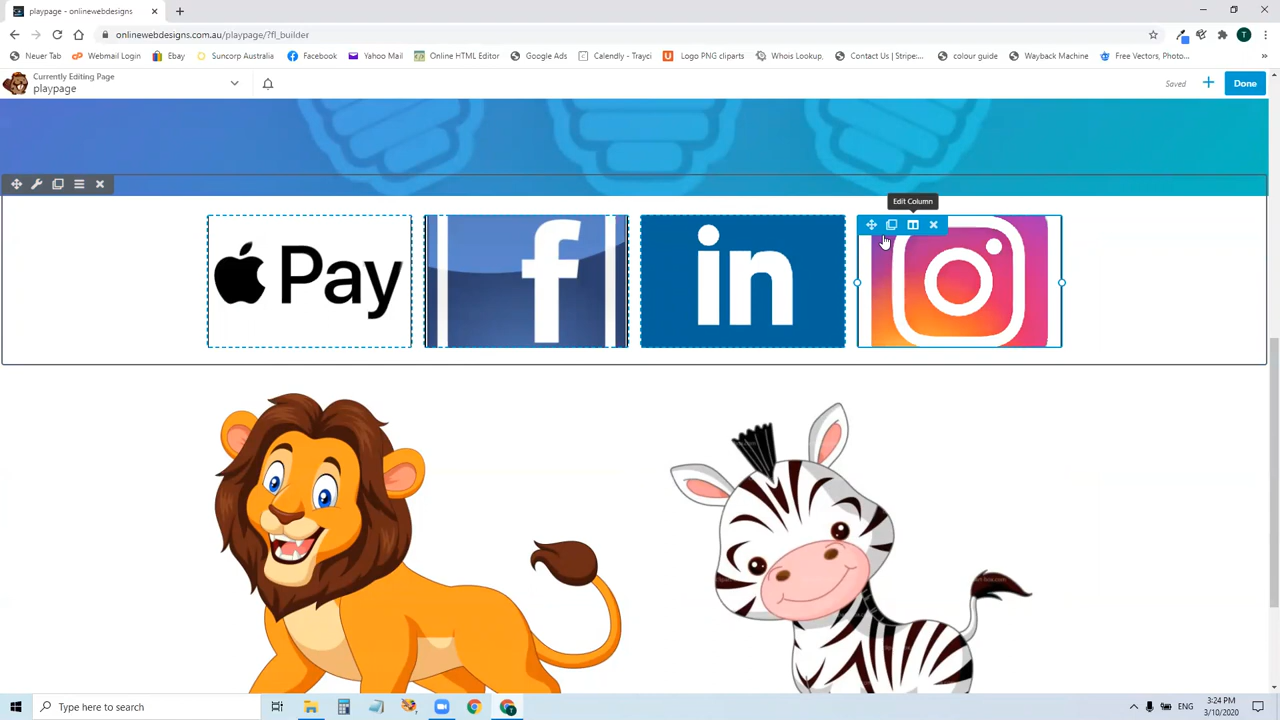 playpage - onlinewebdesigns
onlinewebdesigns.com.au/playpage/?fl_builder
T
Neuer Tab
Webmail Login
Ebay
Suncorp Australia
Facebook
Yahoo Mail
Online HTML Editor
Google Ads
Calendly - Trayci
Logo PNG cliparts
Whois Lookup,
Contact Us | Stripe:...
colour guide
Wayback Machine
Free Vectors, Photo...
»
Currently Editing Page
playpage
Saved
Done
Edit Column
Pay
f
in
Type here to search
ENG
3:24 PM
3/10/2020